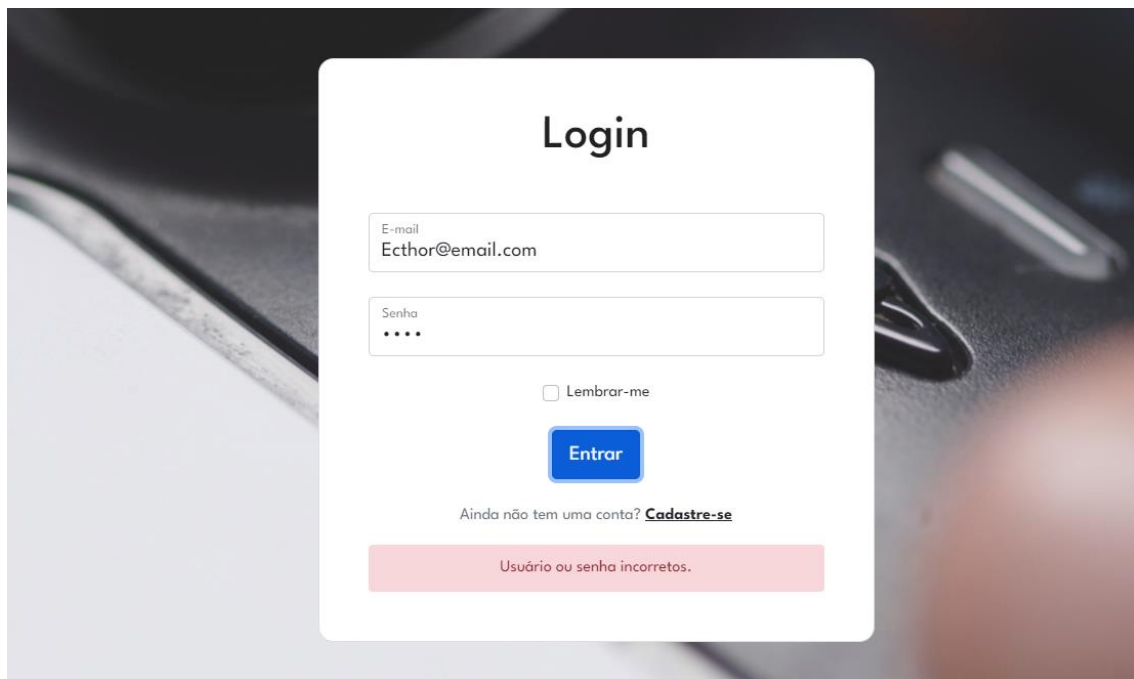 Login
E-mail
Ecthor@email.com
Senha
••••
Lembrar-me
Entrar
Ainda não tem uma conta? Cadastre-se
Usuário ou senha incorretos.